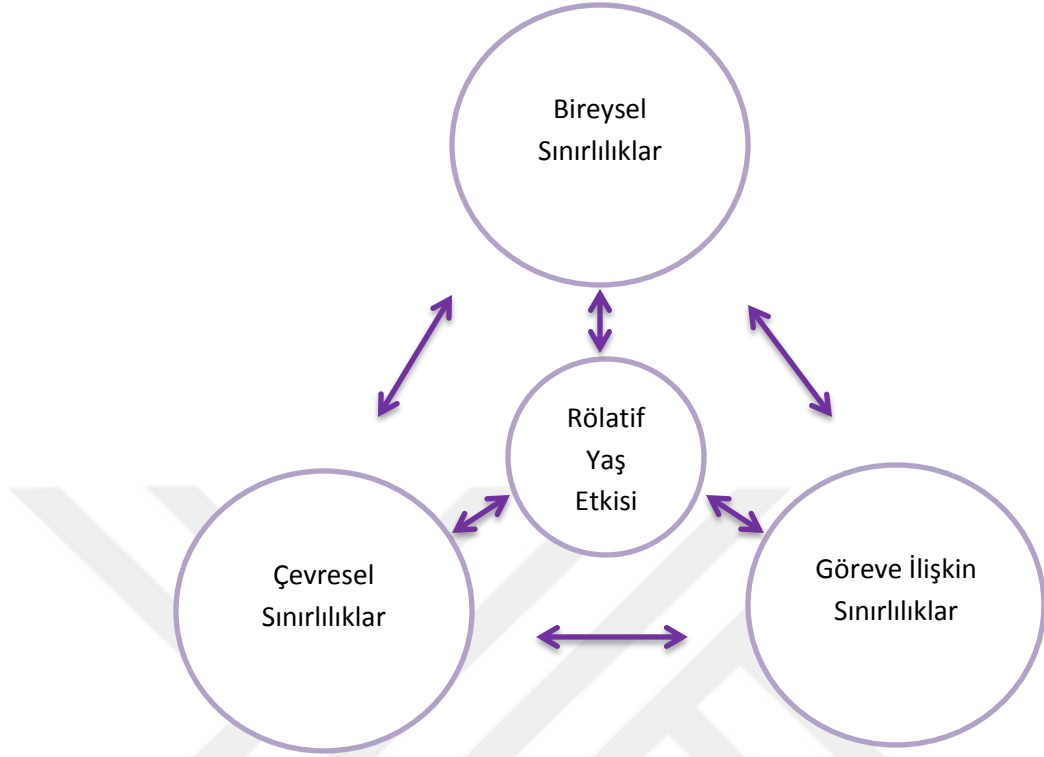 Bireysel
Sınırlılıklar
Rölatif
Yaş
Etkisi
Çevresel
Sınırlılıklar
Göreve İlişkin
Sınırlılıklar